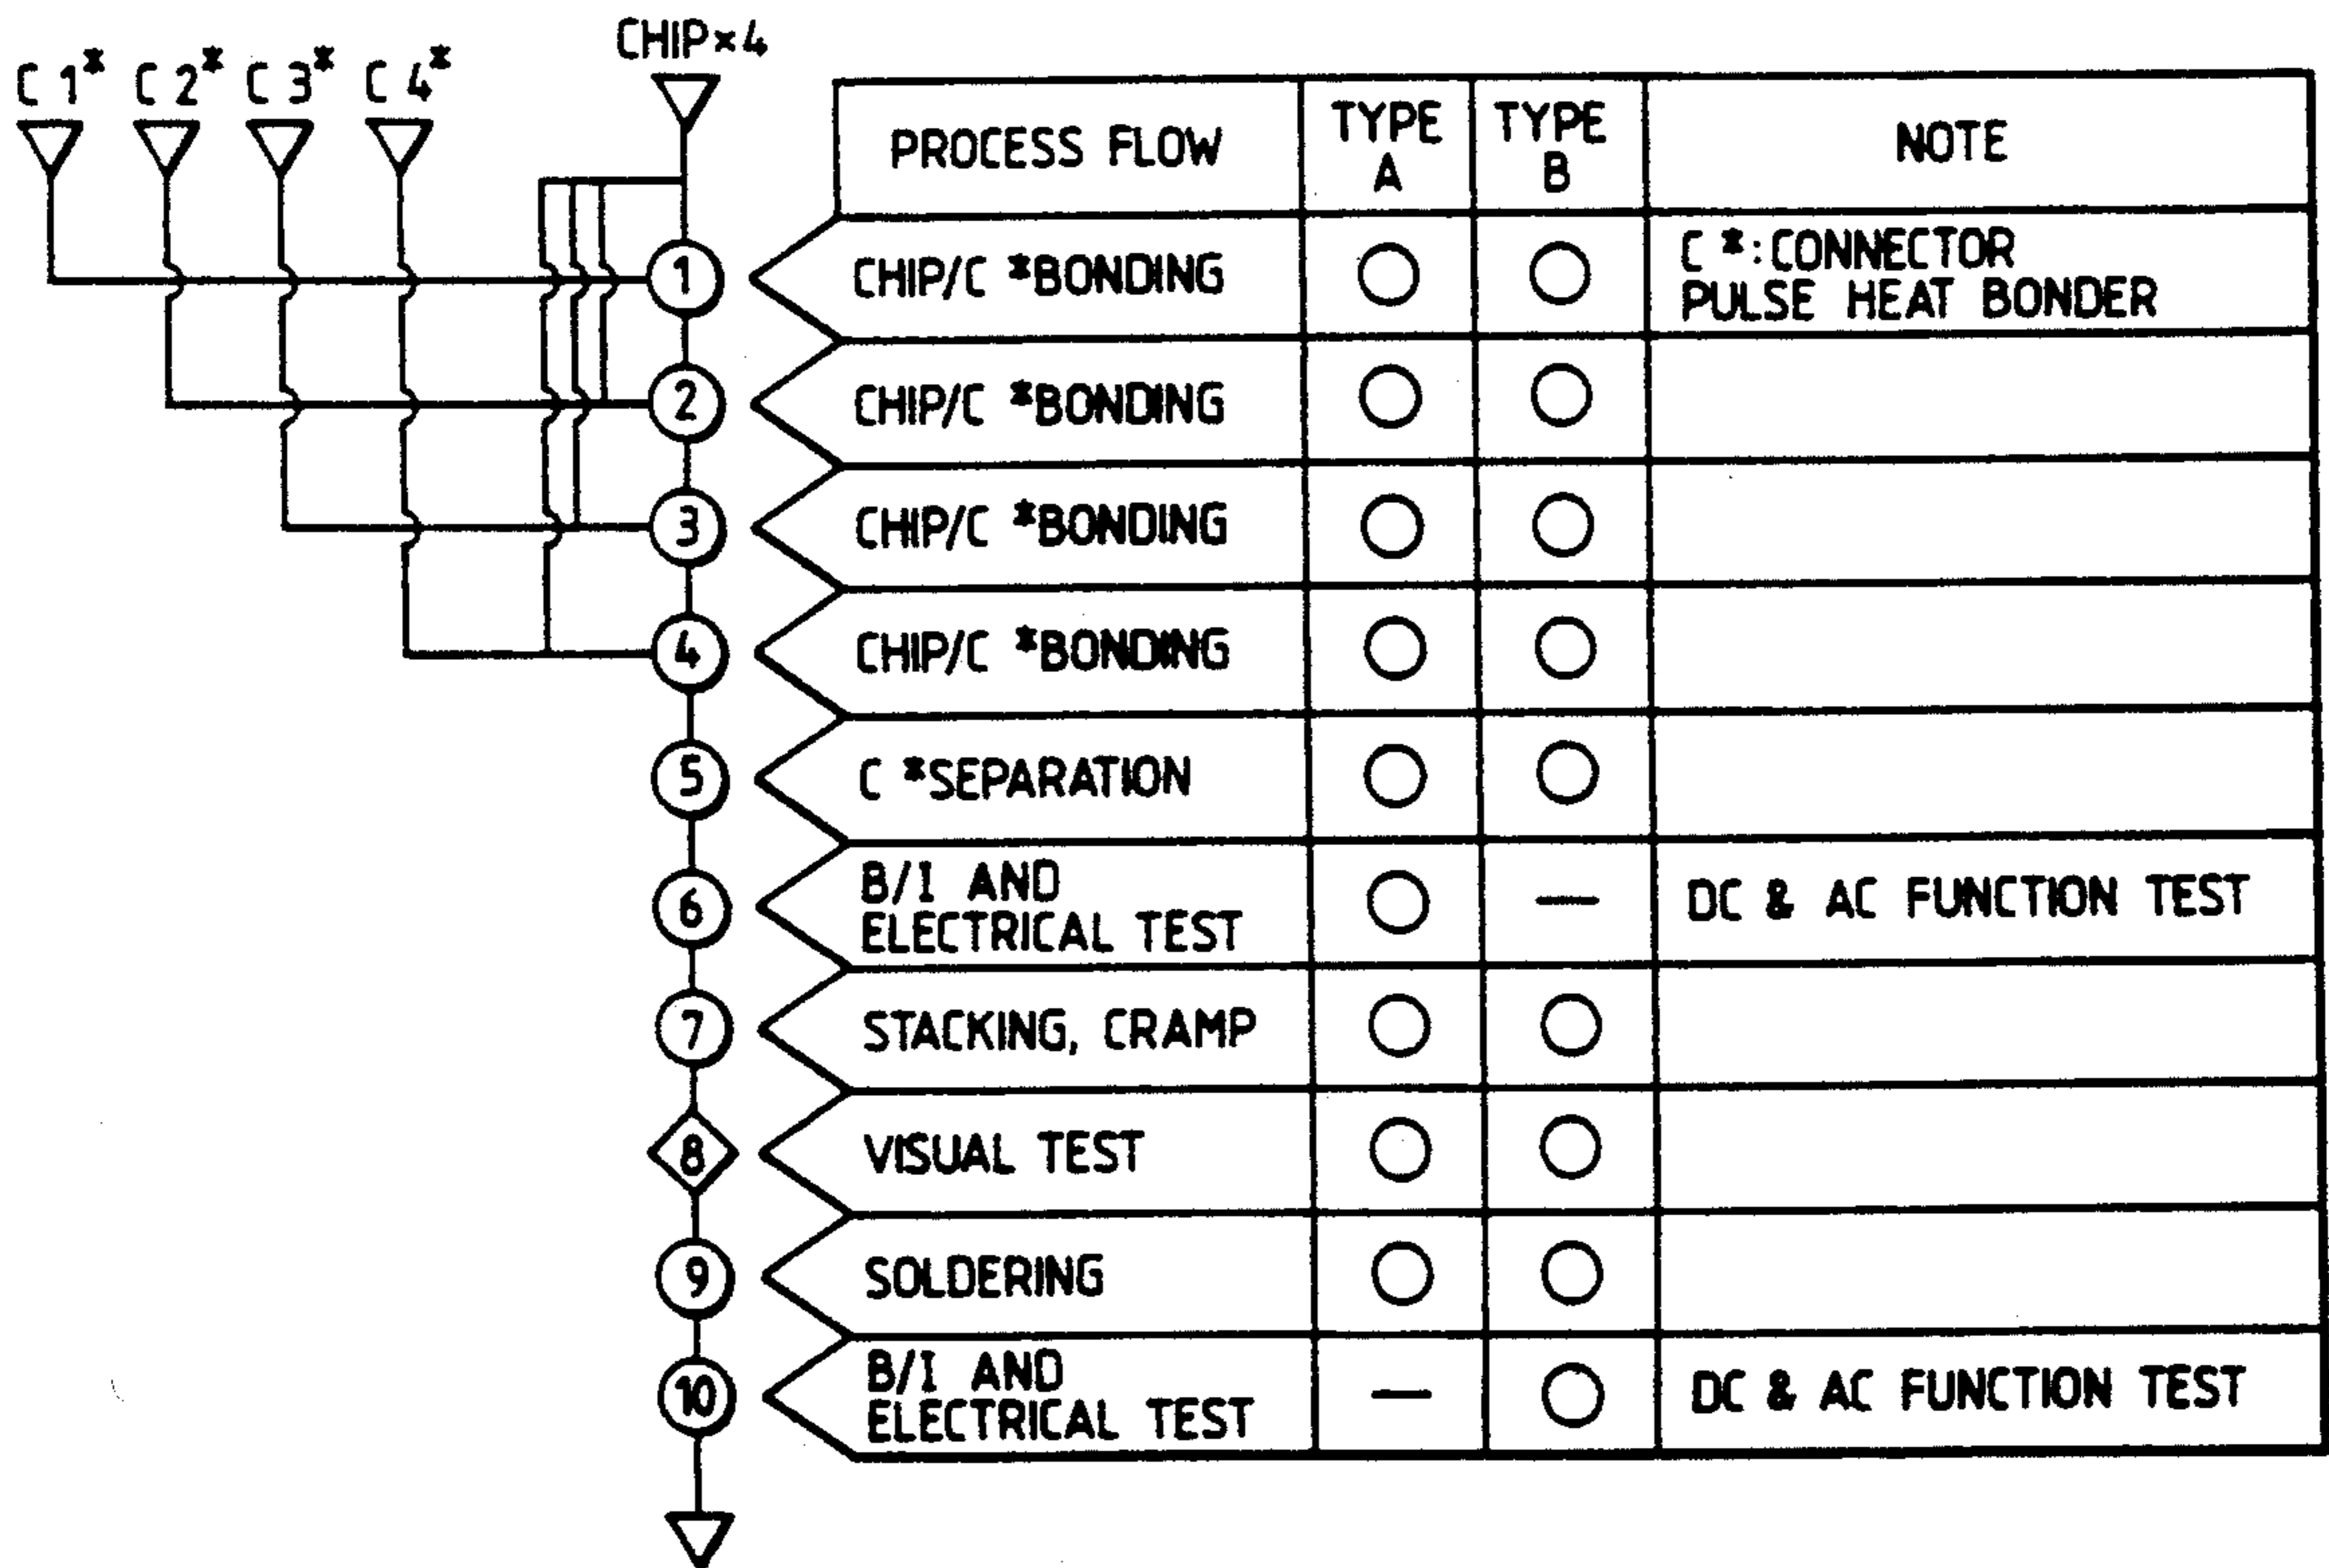 CHIP×4
C 1* C 2* C 3* C 4*
PROCESS FLOW
TYPE
A
TYPE
B
NOTE
1
CHIP/C *BONDING
C *: CONNECTOR
PULSE HEAT BONDER
2
CHIP/C *BONDING
3
CHIP/C *BONDING
4
CHIP/C *BONDING
5
C *SEPARATION
6
B/I AND
ELECTRICAL TEST
—
DC & AC FUNCTION TEST
7
STACKING, CRAMP
8
VISUAL TEST
9
SOLDERING
10
B/I AND
ELECTRICAL TEST
—
DC & AC FUNCTION TEST